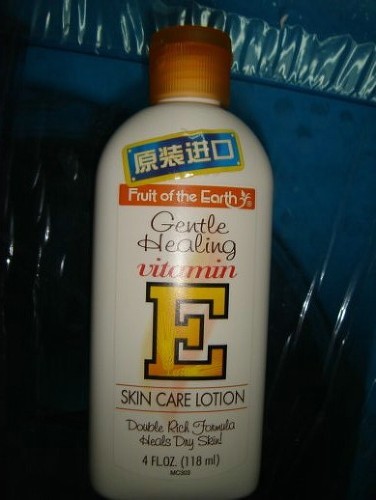 原装进口
Fruit of the Earth
Gentle
Healing
vitamin
E
SKIN CARE LOTION
Double Rich Formula
Heals Dry Skin!
4 FL.OZ. (118 ml)
MC303